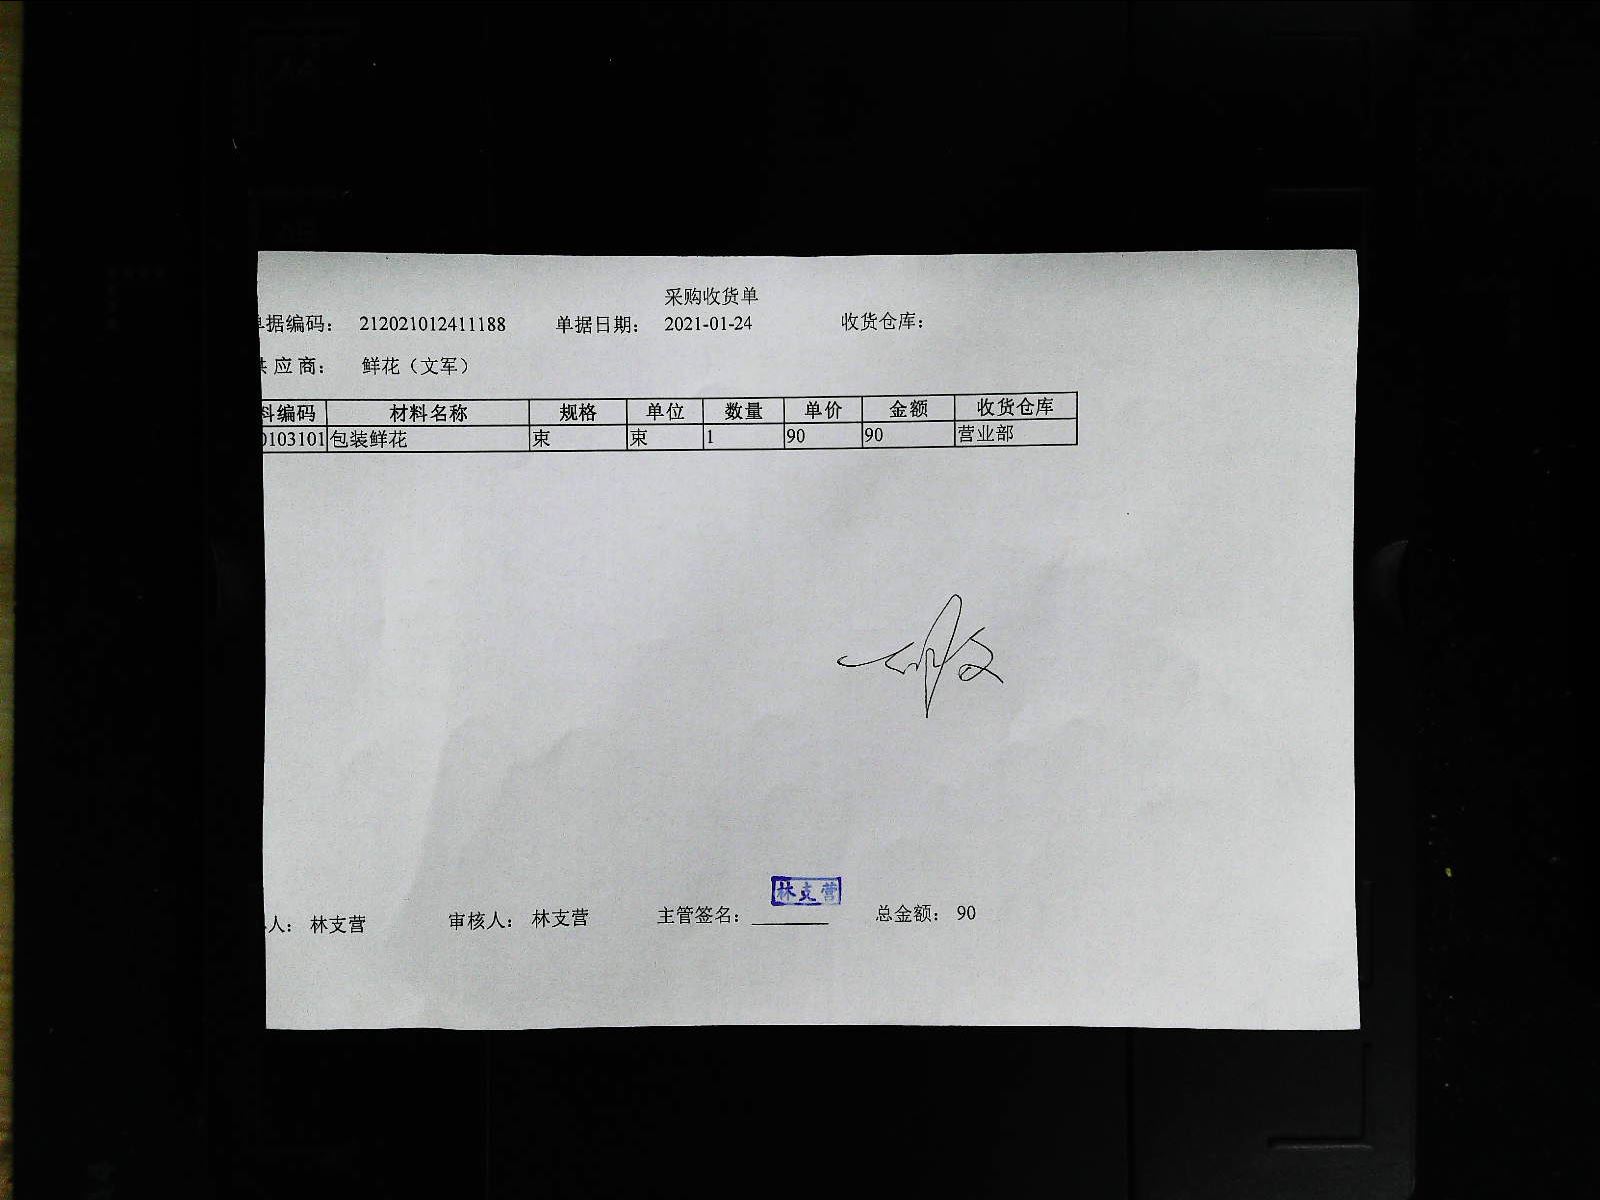 采购收货单
单据编码： 212021012411188 单据日期： 2021-01-24 收货仓库：
供应商： 鲜花（文军）
料编码 材料名称 规格 单位 数量 单价 金额 收货仓库
0103101 包装鲜花 束 束 1 90 90 营业部
林支营
人： 林支营 审核人： 林支营 主管签名： 总金额： 90